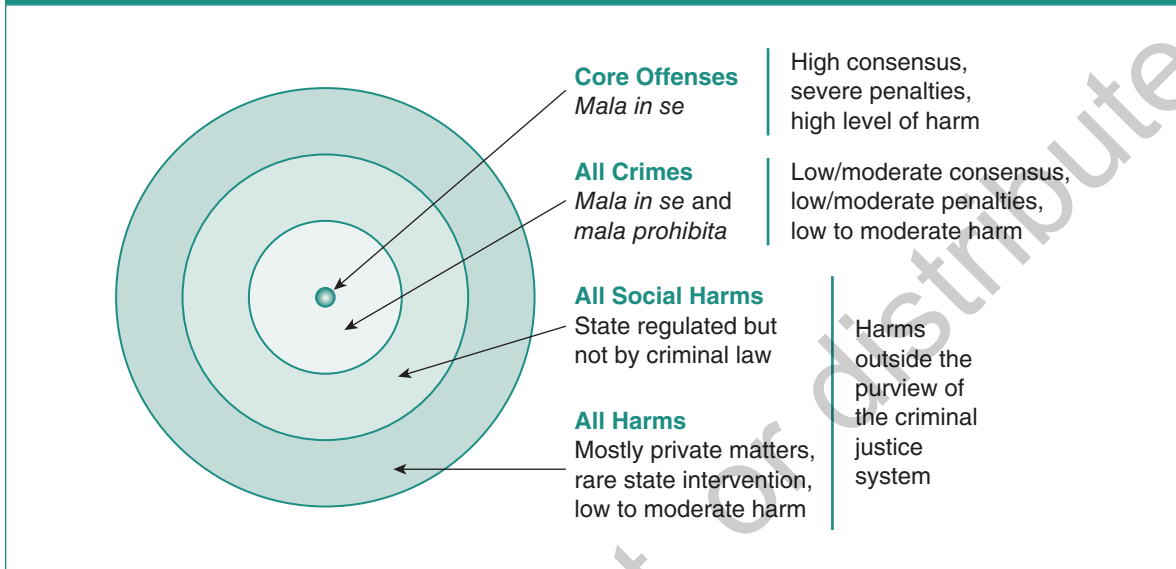 Core Offenses
Mala in se
High consensus,
severe penalties,
high level of harm
All Crimes
Mala in se and
mala prohibita
Low/moderate consensus,
low/moderate penalties,
low to moderate harm
All Social Harms
State regulated but
not by criminal law
All Harms
Mostly private matters,
rare state intervention,
low to moderate harm
Harms
outside the
purview of
the criminal
justice
system
or distribute